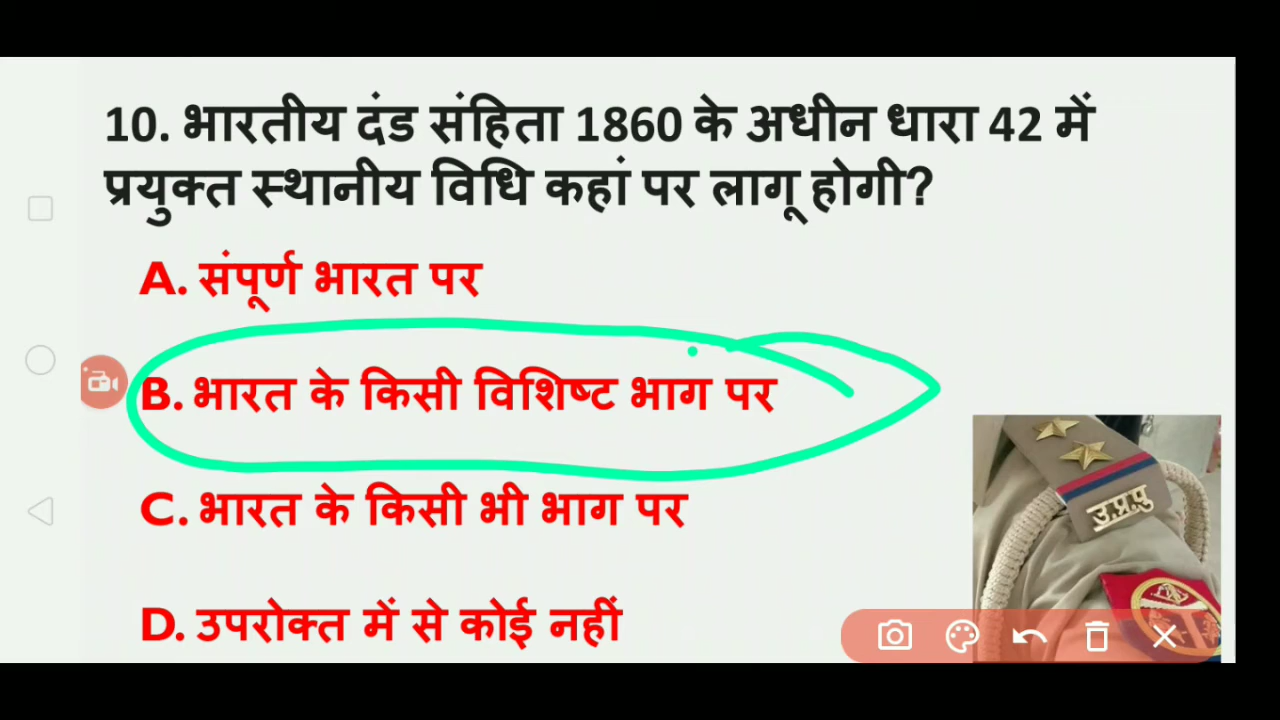 10. भारतीय दंड संहिता 1860 के अधीन धारा 42 में
प्रयुक्त स्थानीय विधि कहां पर लागू होगी?
A. संपूर्ण भारत पर
B. भारत के किसी विशिष्ट भाग पर
C. भारत के किसी भी भाग पर
D. उपरोक्त में से कोई नहीं
उ.प्र.पु